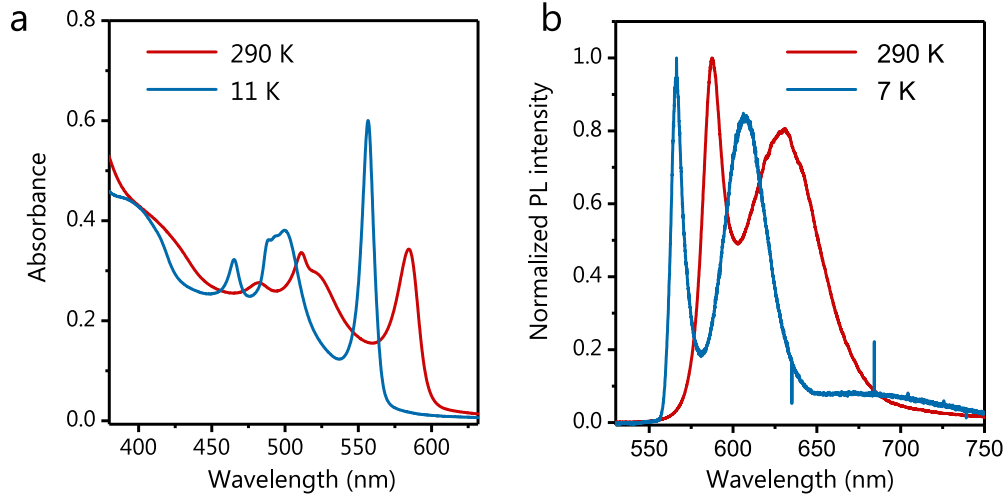 a
290 K
11 K
Absorbance
0.8
0.6
0.4
0.2
0.0
400 450 500 550 600
Wavelength (nm)
b
290 K
7 K
Normalized PL intensity
1.0
0.8
0.6
0.4
0.2
0.0
550 600 650 700 750
Wavelength (nm)